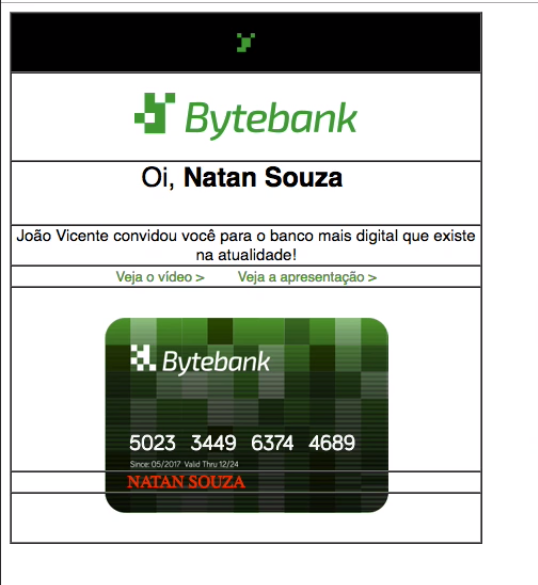 Bytebank
Oi, Natan Souza
João Vicente convidou você para o banco mais digital que existe
na atualidade!
Veja o vídeo > Veja a apresentação >
Bytebank
5023 3449 6374 4689
Since: 05/2017 Valid Thru 12/24
NATAN SOUZA